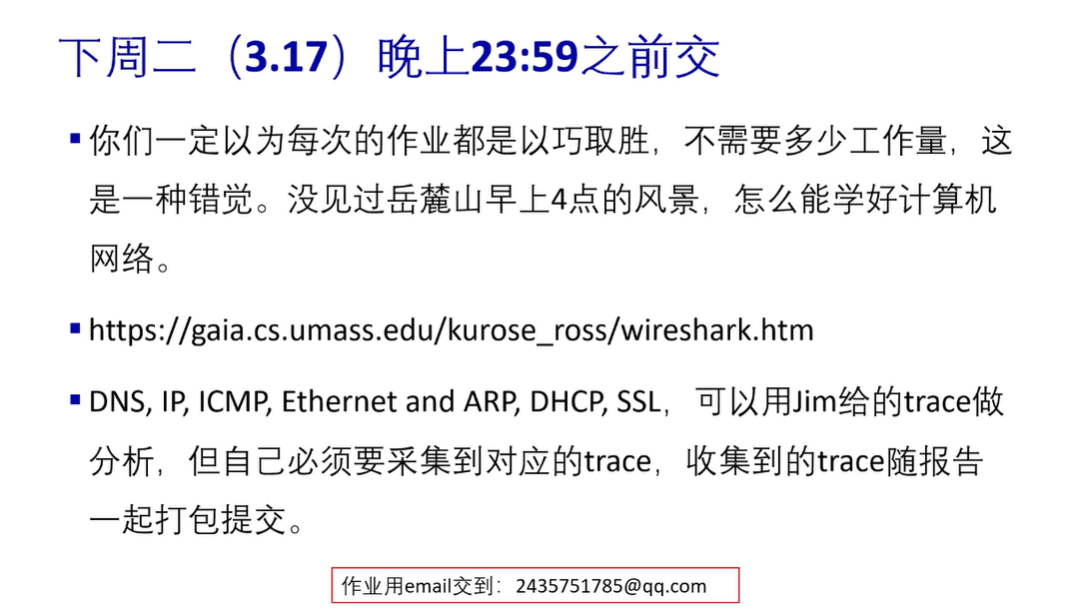 下周二（3.17）晚上23:59之前交
▪ 你们一定以为每次的作业都是以巧取胜，不需要多少工作量，这
是一种错觉。没见过岳麓山早上4点的风景，怎么能学好计算机
网络。
▪ https://gaia.cs.umass.edu/kurose_ross/wireshark.htm
▪ DNS, IP, ICMP, Ethernet and ARP, DHCP, SSL，可以用Jim给的trace做
分析，但自己必须要采集到对应的trace，收集到的trace随报告
一起打包提交。
作业用email交到：2435751785@qq.com